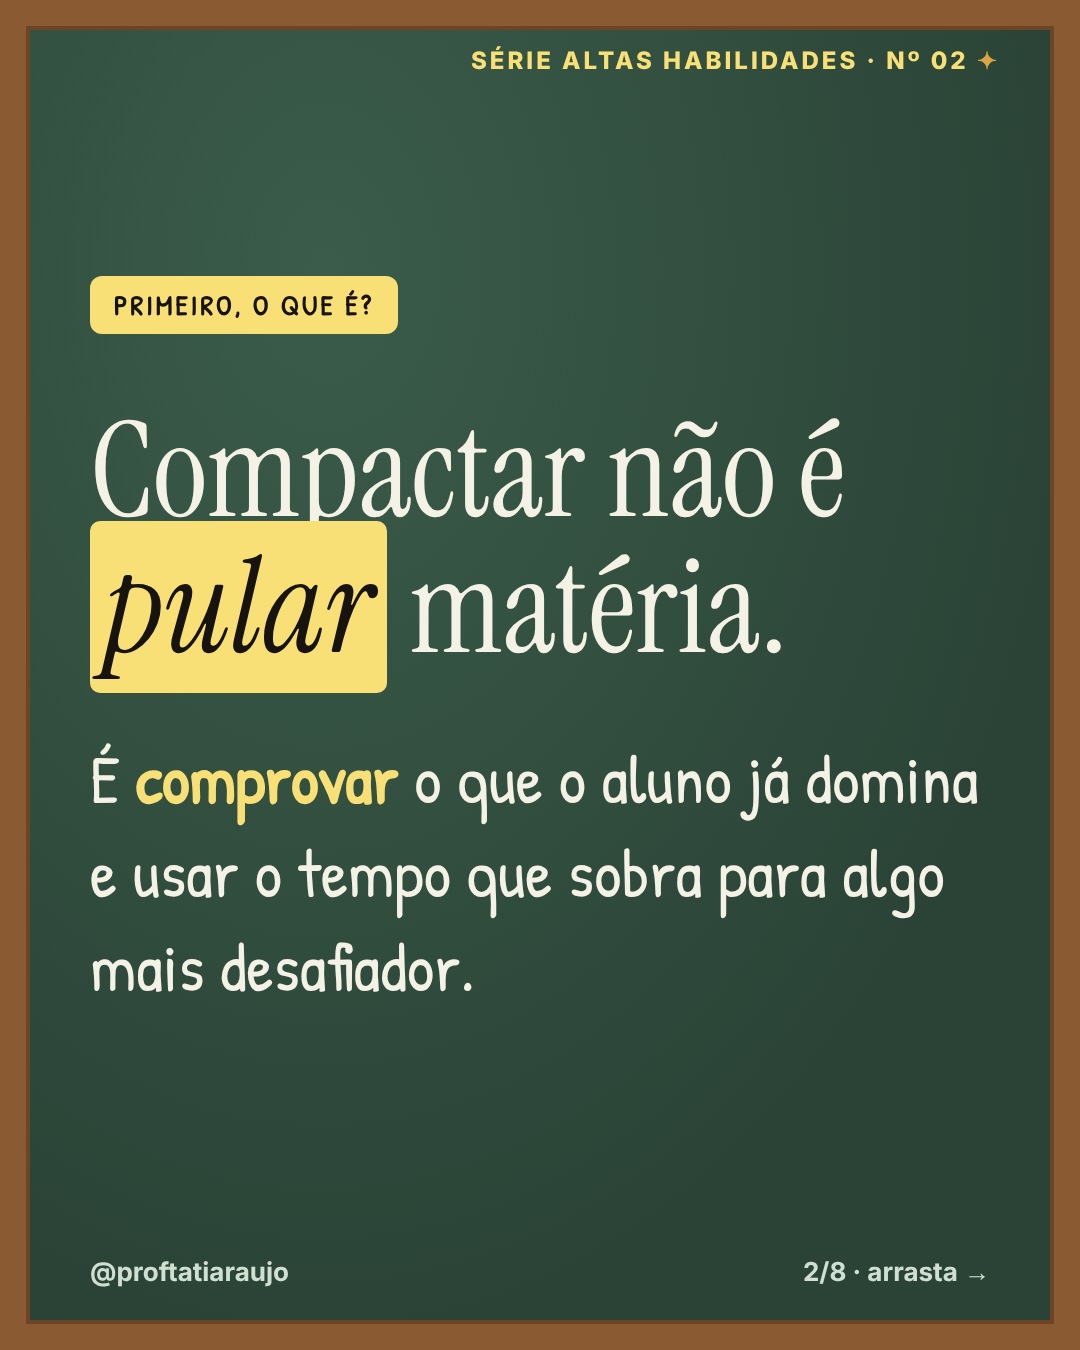 SÉRIE ALTAS HABILIDADES · Nº 02 ✦
PRIMEIRO, O QUE É?
Compactar não é
pular matéria.
É comprovar o que o aluno já domina
e usar o tempo que sobra para algo
mais desafiador.
@proftatiaraujo
2/8 · arrasta →